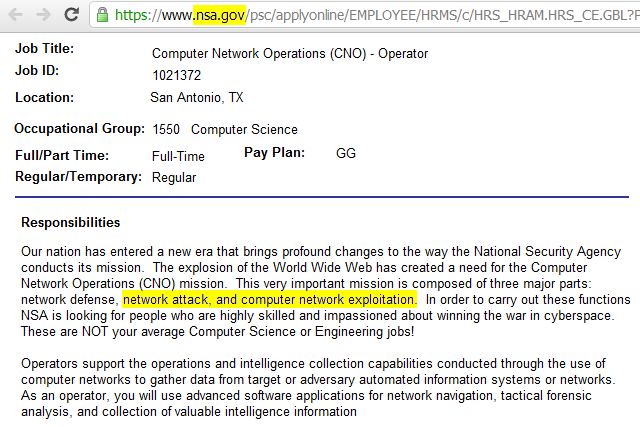 https://www.nsa.gov/psc/applyonline/EMPLOYEE/HRMS/c/HRS_HRAM.HRS_CE.GBL?P
Job Title: Computer Network Operations (CNO) - Operator
Job ID: 1021372
Location: San Antonio, TX
Occupational Group: 1550 Computer Science
Full/Part Time: Full-Time Pay Plan: GG
Regular/Temporary: Regular
Responsibilities
Our nation has entered a new era that brings profound changes to the way the National Security Agency
conducts its mission. The explosion of the World Wide Web has created a need for the Computer
Network Operations (CNO) mission. This very important mission is composed of three major parts:
network defense, network attack, and computer network exploitation. In order to carry out these functions
NSA is looking for people who are highly skilled and impassioned about winning the war in cyberspace.
These are NOT your average Computer Science or Engineering jobs!
Operators support the operations and intelligence collection capabilities conducted through the use of
computer networks to gather data from target or adversary automated information systems or networks.
As an operator, you will use advanced software applications for network navigation, tactical forensic
analysis, and collection of valuable intelligence information